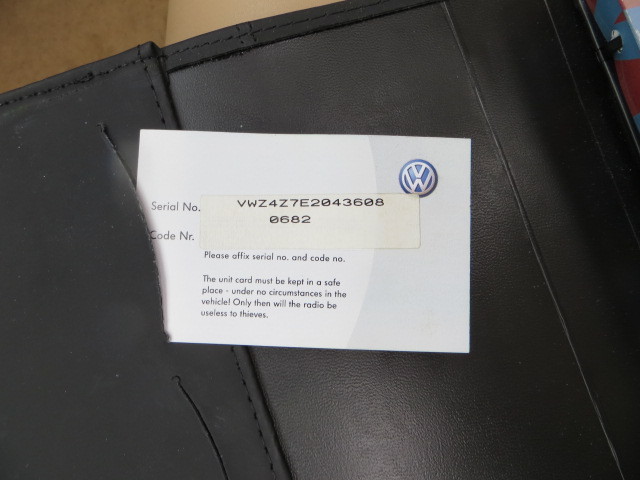 VW
Serial No. VWZ4Z7E2043608
0682
Code Nr.
Please affix serial no. and code no.
The unit card must be kept in a safe
place - under no circumstances in the
vehicle! Only then will the radio be
useless to thieves.